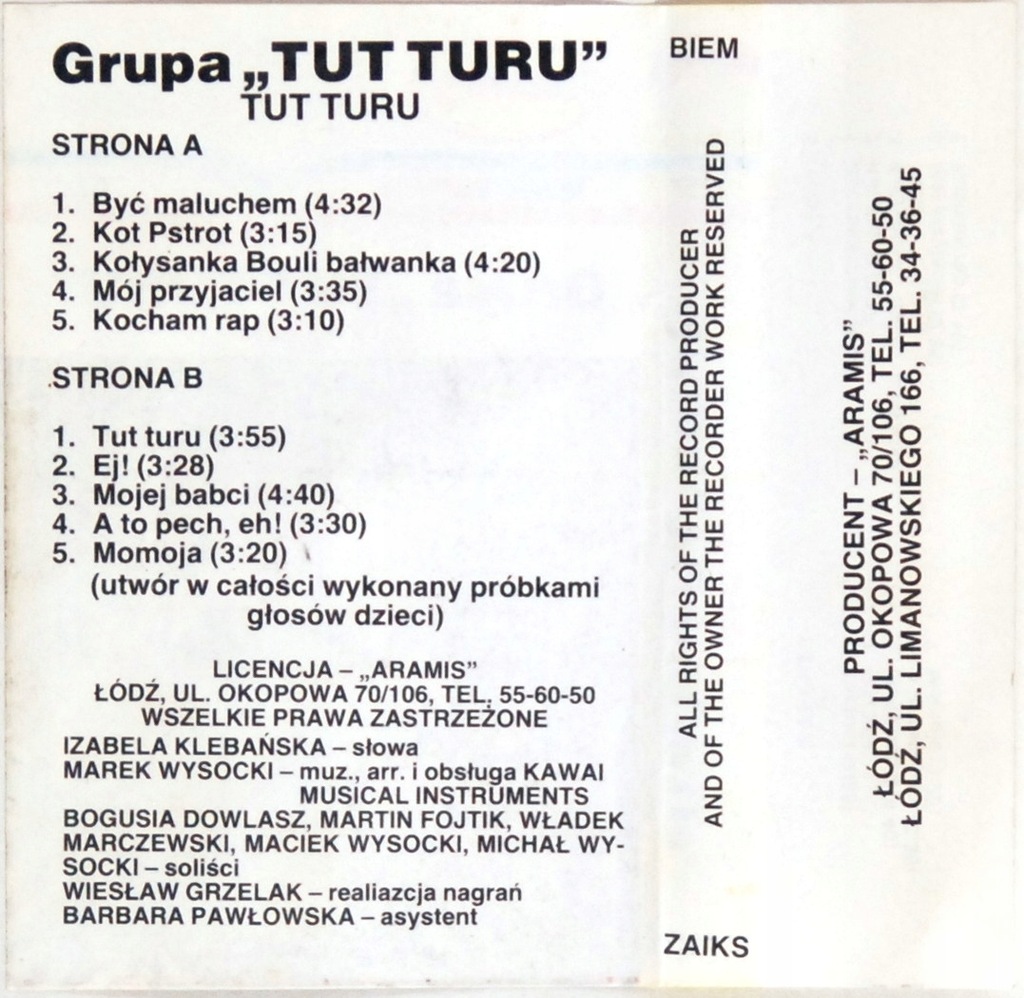 Grupa „TUT TURU”
TUT TURU
STRONA A
1. Być maluchem (4:32)
2. Kot Pstrot (3:15)
3. Kołysanka Bouli bałwanka (4:20)
4. Mój przyjaciel (3:35)
5. Kocham rap (3:10)
STRONA B
1. Tut turu (3:55)
2. Ej! (3:28)
3. Mojej babci (4:40)
4. A to pech, eh! (3:30)
5. Momoja (3:20)
(utwór w całości wykonany próbkami
głosów dzieci)
LICENCJA – „ARAMIS”
ŁÓDŹ, UL. OKOPOWA 70/106, TEL. 55-60-50
WSZELKIE PRAWA ZASTRZEŻONE
IZABELA KLEBAŃSKA – słowa
MAREK WYSOCKI – muz., arr. i obsługa KAWAI
MUSICAL INSTRUMENTS
BOGUSIA DOWLASZ, MARTIN FOJTIK, WŁADEK
MARCZEWSKI, MACIEK WYSOCKI, MICHAŁ WY-
SOCKI – soliści
WIESŁAW GRZELAK – realiazcja nagrań
BARBARA PAWŁOWSKA – asystent
BIEM
ALL RIGHTS OF THE RECORD PRODUCER
AND OF THE OWNER THE RECORDER WORK RESERVED
ZAIKS
PRODUCENT – „ARAMIS”
ŁÓDŹ, UL. OKOPOWA 70/106, TEL. 55-60-50
ŁÓDŹ, UL. LIMANOWSKIEGO 166, TEL. 34-36-45